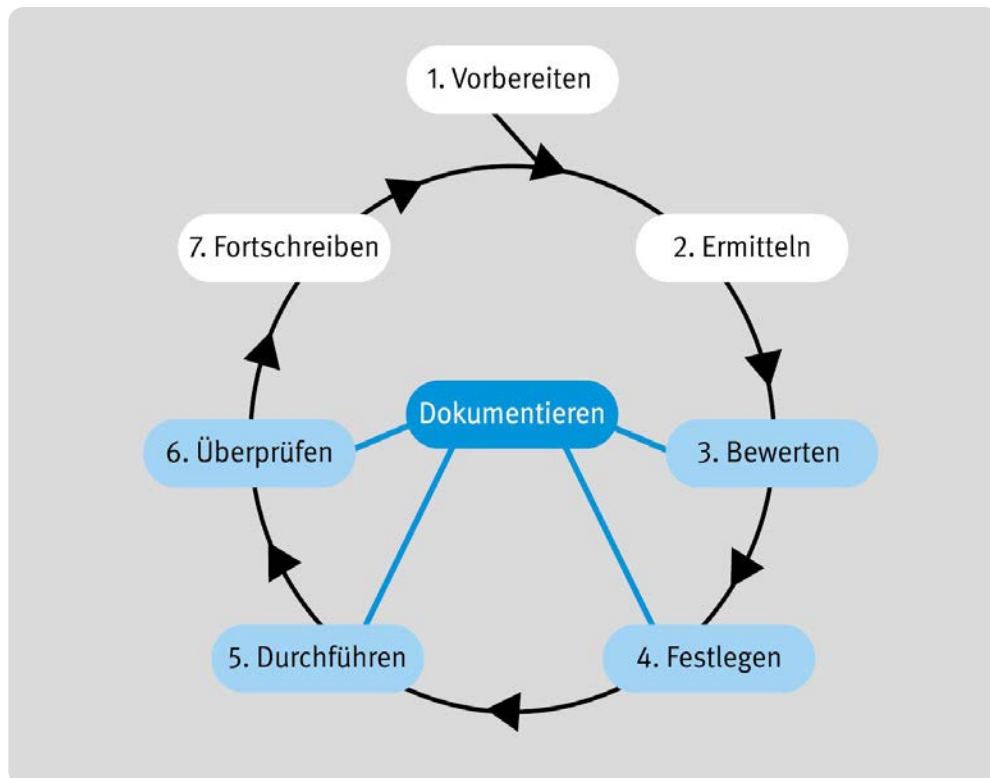 1. Vorbereiten
2. Ermitteln
3. Bewerten
4. Festlegen
5. Durchführen
6. Überprüfen
7. Fortschreiben
Dokumentieren